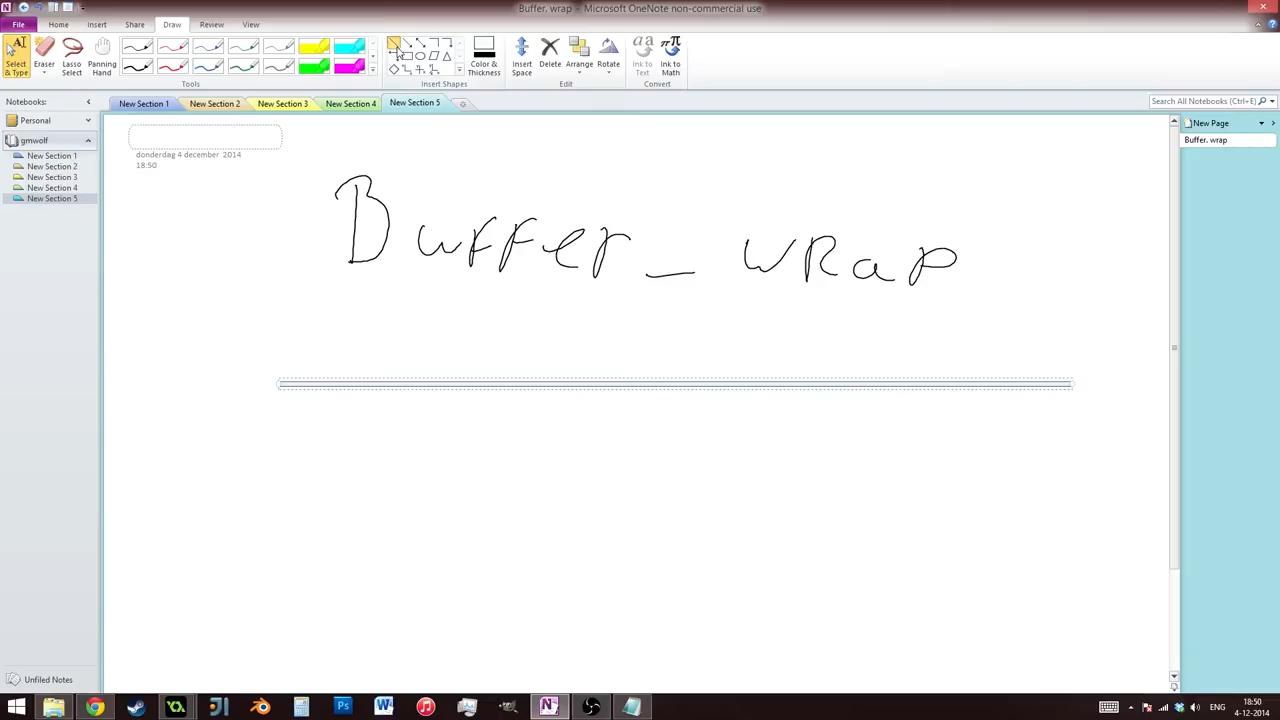 Buffer. wrap - Microsoft OneNote non-commercial use
File Home Insert Share Draw Review View
Select & Type
Eraser
Lasso Select
Panning Hand
Color & Thickness
Insert Space
Delete
Arrange
Rotate
Ink to Text
Ink to Math
Tools Insert Shapes Edit Convert
Notebooks:
New Section 1 New Section 2 New Section 3 New Section 4 New Section 5
Search All Notebooks (Ctrl+E)
Personal
gmwolf
New Section 1
New Section 2
New Section 3
New Section 4
New Section 5
New Page
Buffer. wrap
donderdag 4 december 2014
18:50
Buffer_wrap
Unfiled Notes
ENG
18:50
4-12-2014